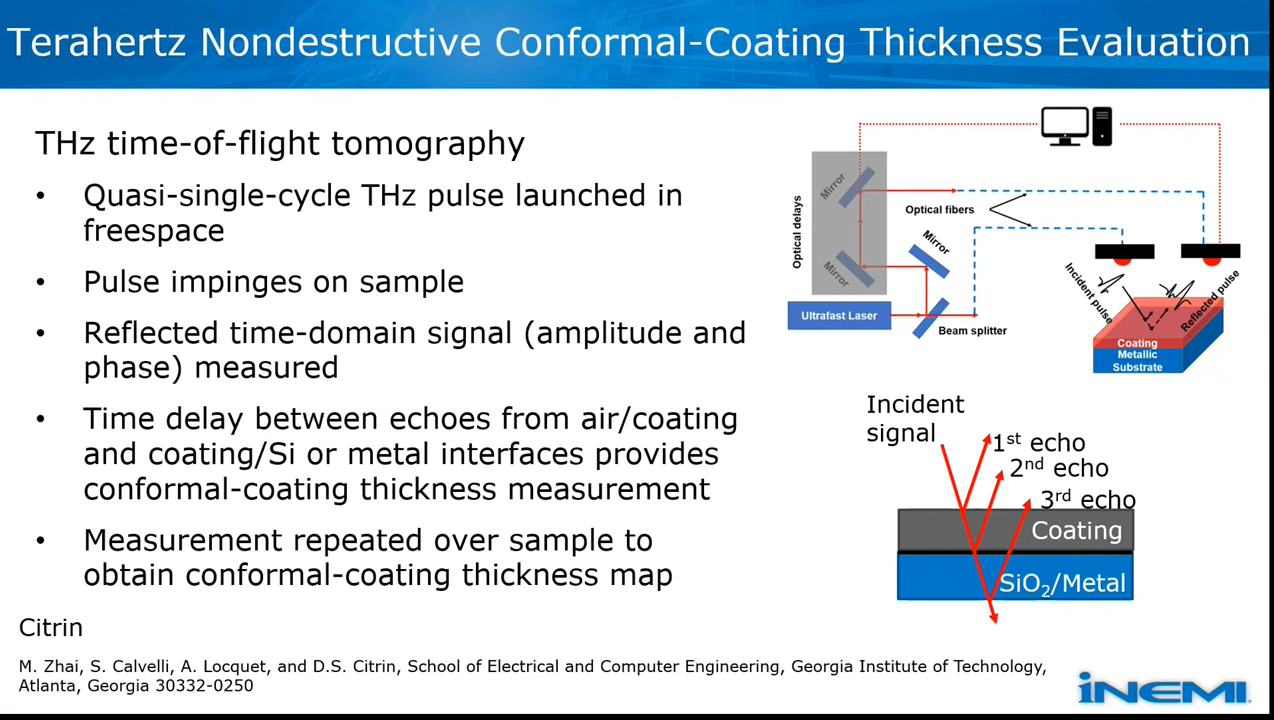 Terahertz Nondestructive Conformal-Coating Thickness Evaluation
THz time-of-flight tomography
• Quasi-single-cycle THz pulse launched in
freespace
• Pulse impinges on sample
• Reflected time-domain signal (amplitude and
phase) measured
• Time delay between echoes from air/coating
and coating/Si or metal interfaces provides
conformal-coating thickness measurement
• Measurement repeated over sample to
obtain conformal-coating thickness map
Citrin
M. Zhai, S. Calvelli, A. Locquet, and D.S. Citrin, School of Electrical and Computer Engineering, Georgia Institute of Technology,
Atlanta, Georgia 30332-0250
Optical delays
Mirror
Mirror
Mirror
Optical fibers
Ultrafast Laser
Beam splitter
Incident pulse
Reflected pulse
Coating
Metallic
Substrate
Incident
signal
1st echo
2nd echo
3rd echo
Coating
SiO2/Metal
iNEMI